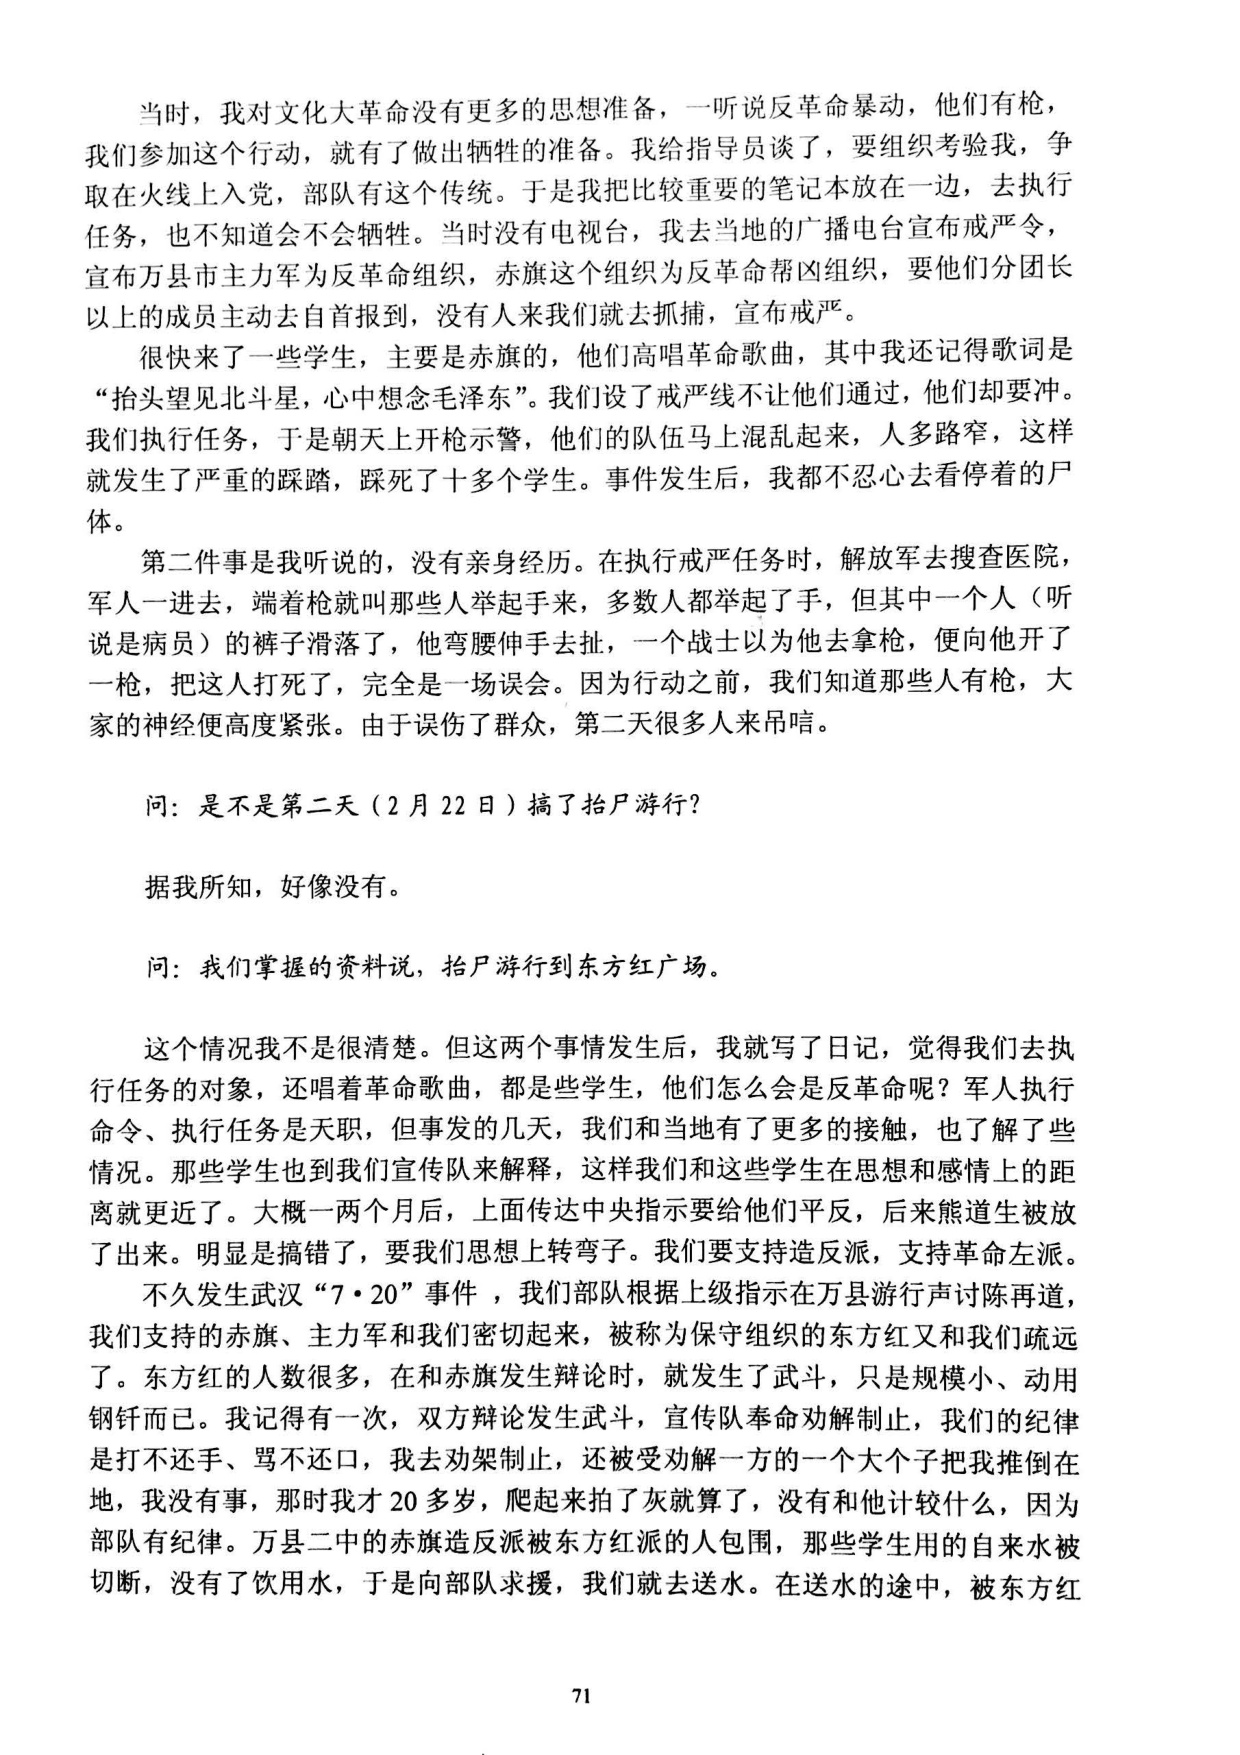 当时，我对文化大革命没有更多的思想准备，一听说反革命暴动，他们有枪，
我们参加这个行动，就有了做出牺牲的准备。我给指导员谈了，要组织考验我，争
取在火线上入党，部队有这个传统。于是我把比较重要的笔记本放在一边，去执行
任务，也不知道会不会牺牲。当时没有电视台，我去当地的广播电台宣布戒严令，
宣布万县市主力军为反革命组织，赤旗这个组织为反革命帮凶组织，要他们分团长
以上的成员主动去自首报到，没有人来我们就去抓捕，宣布戒严。
很快来了一些学生，主要是赤旗的，他们高唱革命歌曲，其中我还记得歌词是
“抬头望见北斗星，心中想念毛泽东”。我们设了戒严线不让他们通过，他们却要冲。
我们执行任务，于是朝天上开枪示警，他们的队伍马上混乱起来，人多路窄，这样
就发生了严重的踩踏，踩死了十多个学生。事件发生后，我都不忍心去看停着的尸
体。
第二件事是我听说的，没有亲身经历。在执行戒严任务时，解放军去搜查医院，
军人一进去，端着枪就叫那些人举起手来，多数人都举起了手，但其中一个人（听
说是病员）的裤子滑落了，他弯腰伸手去扯，一个战士以为他去拿枪，便向他开了
一枪，把这人打死了，完全是一场误会。因为行动之前，我们知道那些人有枪，大
家的神经便高度紧张。由于误伤了群众，第二天很多人来吊唁。
问：是不是第二天（2 月 22 日）搞了抬尸游行？
据我所知，好像没有。
问：我们掌握的资料说，抬尸游行到东方红广场。
这个情况我不是很清楚。但这两个事情发生后，我就写了日记，觉得我们去执
行任务的对象，还唱着革命歌曲，都是些学生，他们怎么会是反革命呢？军人执行
命令、执行任务是天职，但事发的几天，我们和当地有了更多的接触，也了解了些
情况。那些学生也到我们宣传队来解释，这样我们和这些学生在思想和感情上的距
离就更近了。大概一两个月后，上面传达中央指示要给他们平反，后来熊道生被放
了出来。明显是搞错了，要我们思想上转弯子。我们要支持造反派，支持革命左派。
不久发生武汉“7·20”事件 ，我们部队根据上级指示在万县游行声讨陈再道，
我们支持的赤旗、主力军和我们密切起来，被称为保守组织的东方红又和我们疏远
了。东方红的人数很多，在和赤旗发生辩论时，就发生了武斗，只是规模小、动用
钢钎而已。我记得有一次，双方辩论发生武斗，宣传队奉命劝解制止，我们的纪律
是打不还手、骂不还口，我去劝架制止，还被受劝解一方的一个大个子把我推倒在
地，我没有事，那时我才 20 多岁，爬起来拍了灰就算了，没有和他计较什么，因为
部队有纪律。万县二中的赤旗造反派被东方红派的人包围，那些学生用的自来水被
切断，没有了饮用水，于是向部队求援，我们就去送水。在送水的途中，被东方红
71